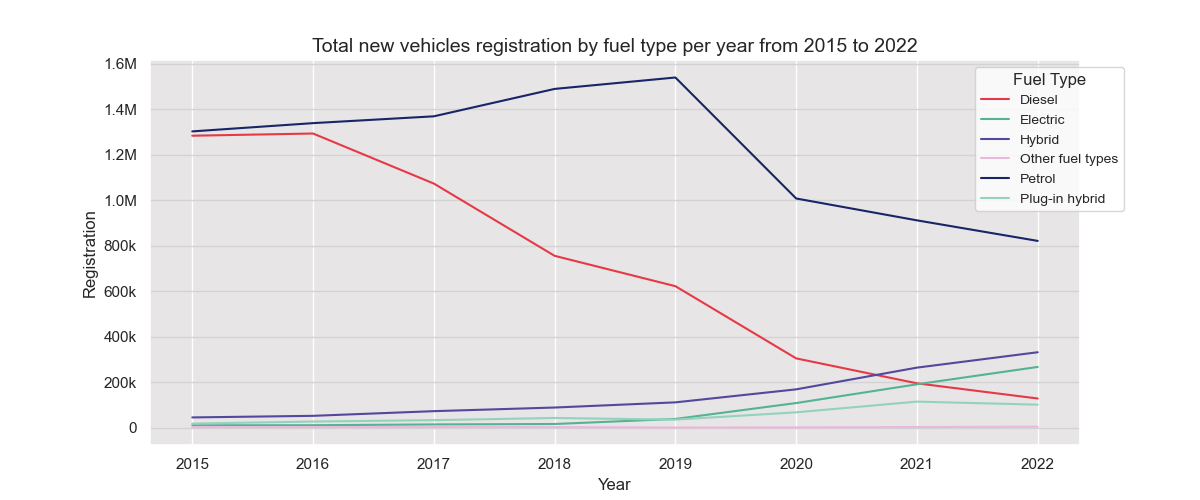 Total new vehicles registration by fuel type per year from 2015 to 2022
1.6M
1.4M
1.2M
1.0M
800k
600k
400k
200k
0
Registration
2015 2016 2017 2018 2019 2020 2021 2022
Year
Fuel Type
Diesel
Electric
Hybrid
Other fuel types
Petrol
Plug-in hybrid